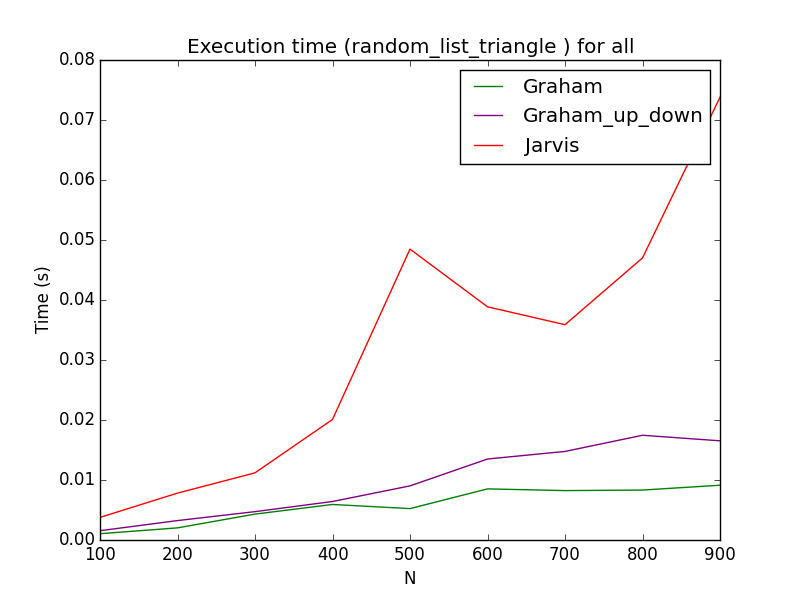 Execution time (random_list_triangle ) for all
0.08
0.07
0.06
0.05
0.04
0.03
0.02
0.01
0.00
Time (s)
Graham
Graham_up_down
Jarvis
100 200 300 400 500 600 700 800 900
N